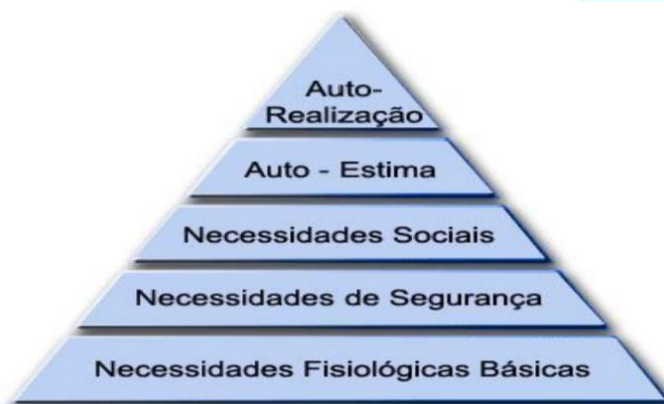 Auto-
Realização
Auto - Estima
Necessidades Sociais
Necessidades de Segurança
Necessidades Fisiológicas Básicas